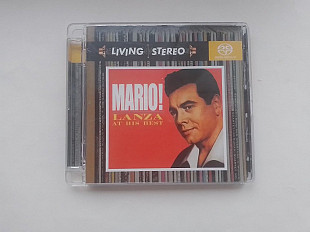 LIVING STEREO
MARIO!
LANZA
AT HIS BEST